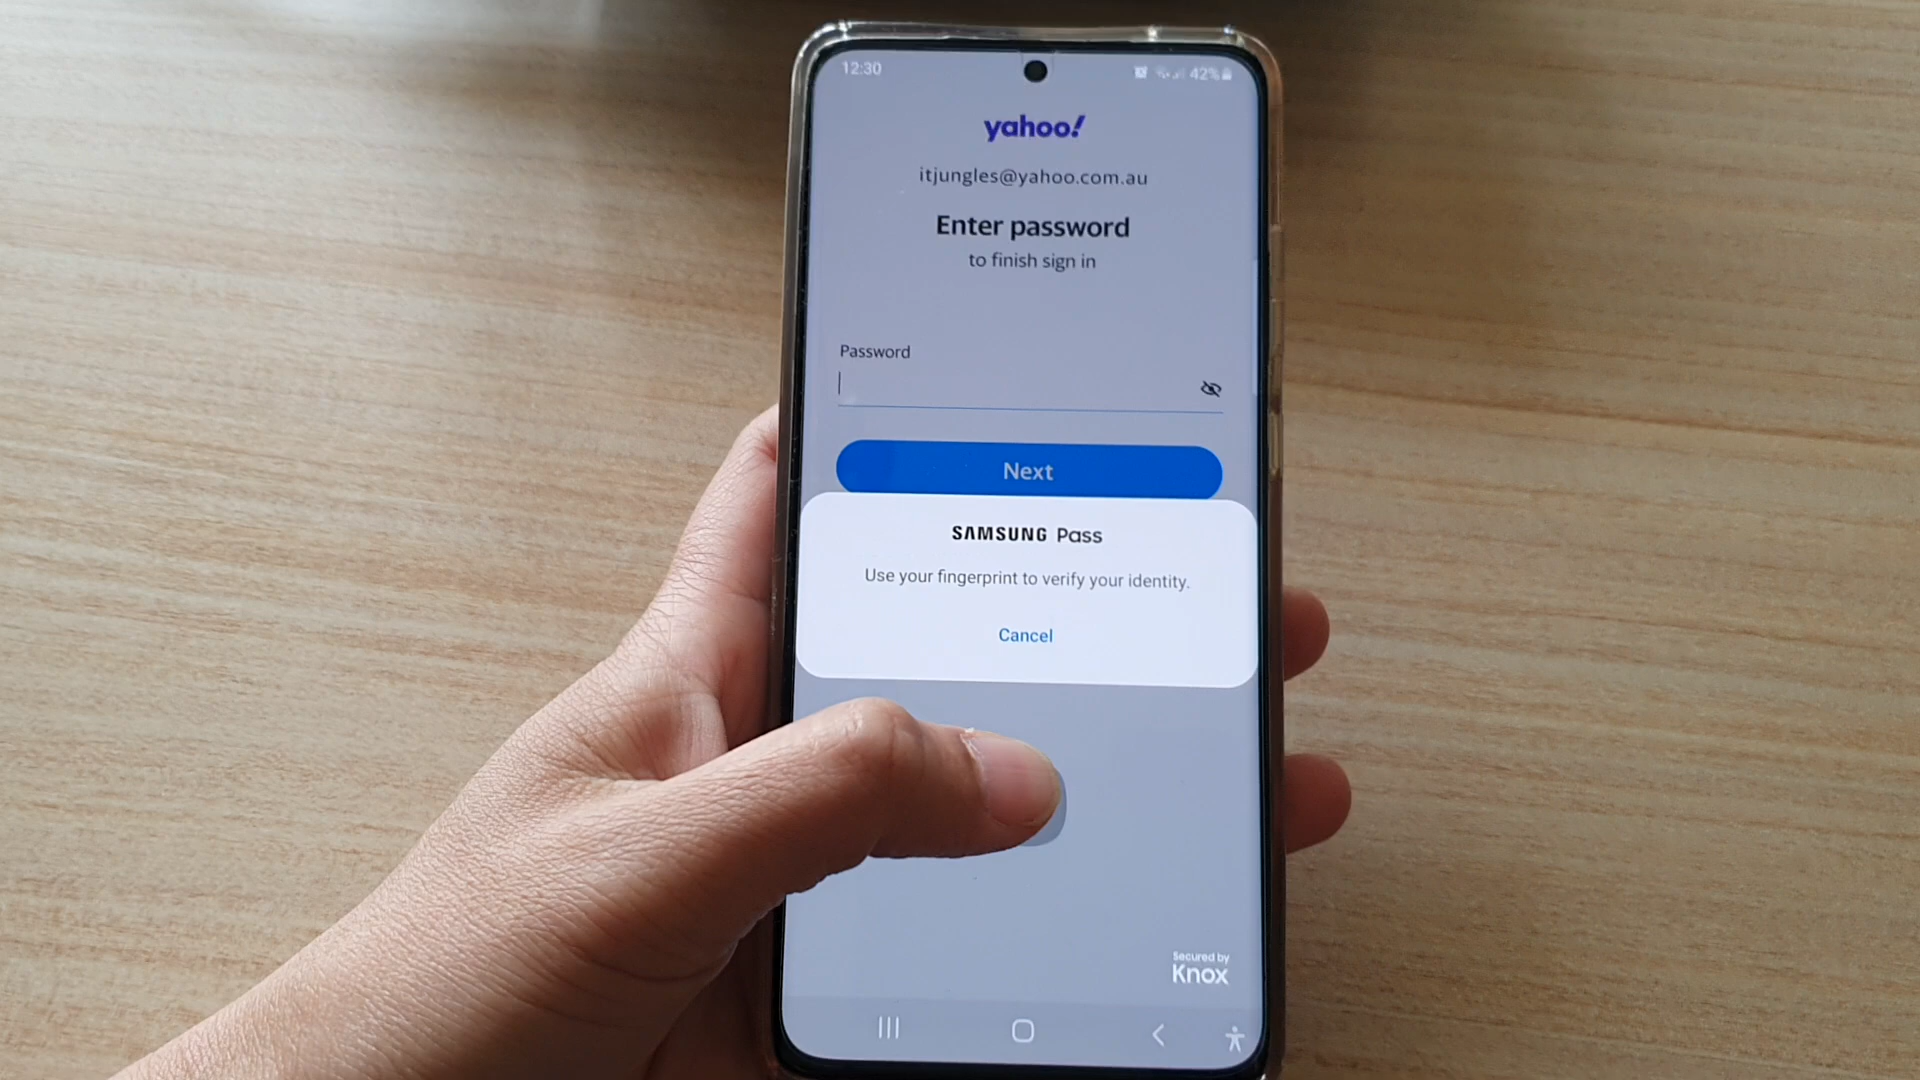 12:30
42%
yahoo!
itjungles@yahoo.com.au
Enter password
to finish sign in
Password
Next
SAMSUNG Pass
Use your fingerprint to verify your identity.
Cancel
Secured by
Knox